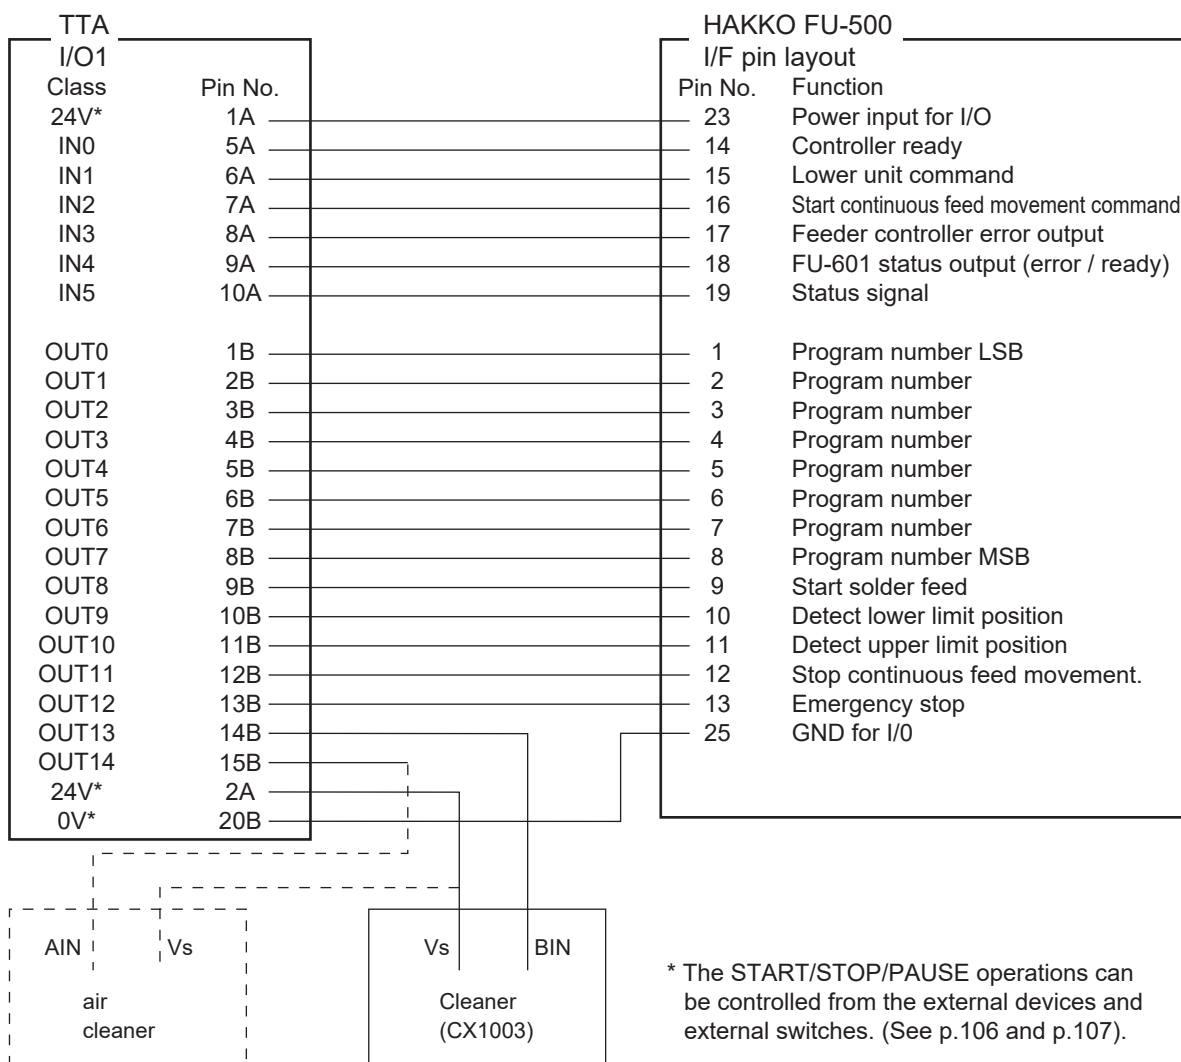 TTA HAKKO FU-500
I/O1 I/F pin layout
Class Pin No. Pin No. Function
24V* 1A 23 Power input for I/O
IN0 5A 14 Controller ready
IN1 6A 15 Lower unit command
IN2 7A 16 Start continuous feed movement command
IN3 8A 17 Feeder controller error output
IN4 9A 18 FU-601 status output (error / ready)
IN5 10A 19 Status signal
OUT0 1B 1 Program number LSB
OUT1 2B 2 Program number
OUT2 3B 3 Program number
OUT3 4B 4 Program number
OUT4 5B 5 Program number
OUT5 6B 6 Program number
OUT6 7B 7 Program number
OUT7 8B 8 Program number MSB
OUT8 9B 9 Start solder feed
OUT9 10B 10 Detect lower limit position
OUT10 11B 11 Detect upper limit position
OUT11 12B 12 Stop continuous feed movement.
OUT12 13B 13 Emergency stop
OUT13 14B 25 GND for I/0
OUT14 15B
24V* 2A
0V* 20B
AIN Vs Vs BIN
air
cleaner
Cleaner
(CX1003)
* The START/STOP/PAUSE operations can
be controlled from the external devices and
external switches. (See p.106 and p.107).